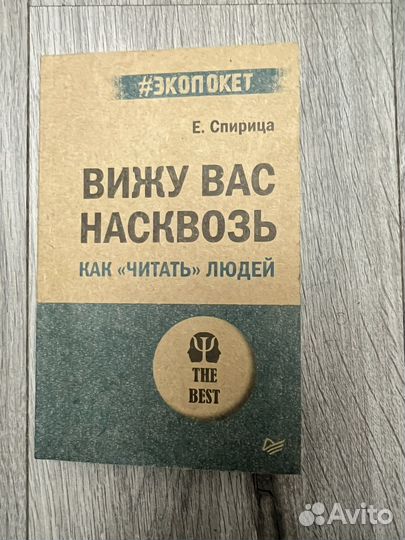 #ЭКОПОКЕТ
Е. Спирица
ВИЖУ ВАС
НАСКВОЗЬ
КАК «ЧИТАТЬ» ЛЮДЕЙ
Ψ
THE
BEST
Avito